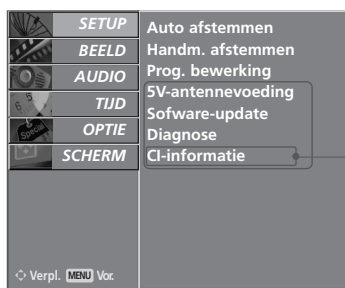 SETUP
BEELD
AUDIO
TIJD
OPTIE
SCHERM
Auto afstemmen
Handm. afstemmen
Prog. bewerking
5V-antennevoeding
Sofware-update
Diagnose
CI-informatie
Verpl. MENU Vor.